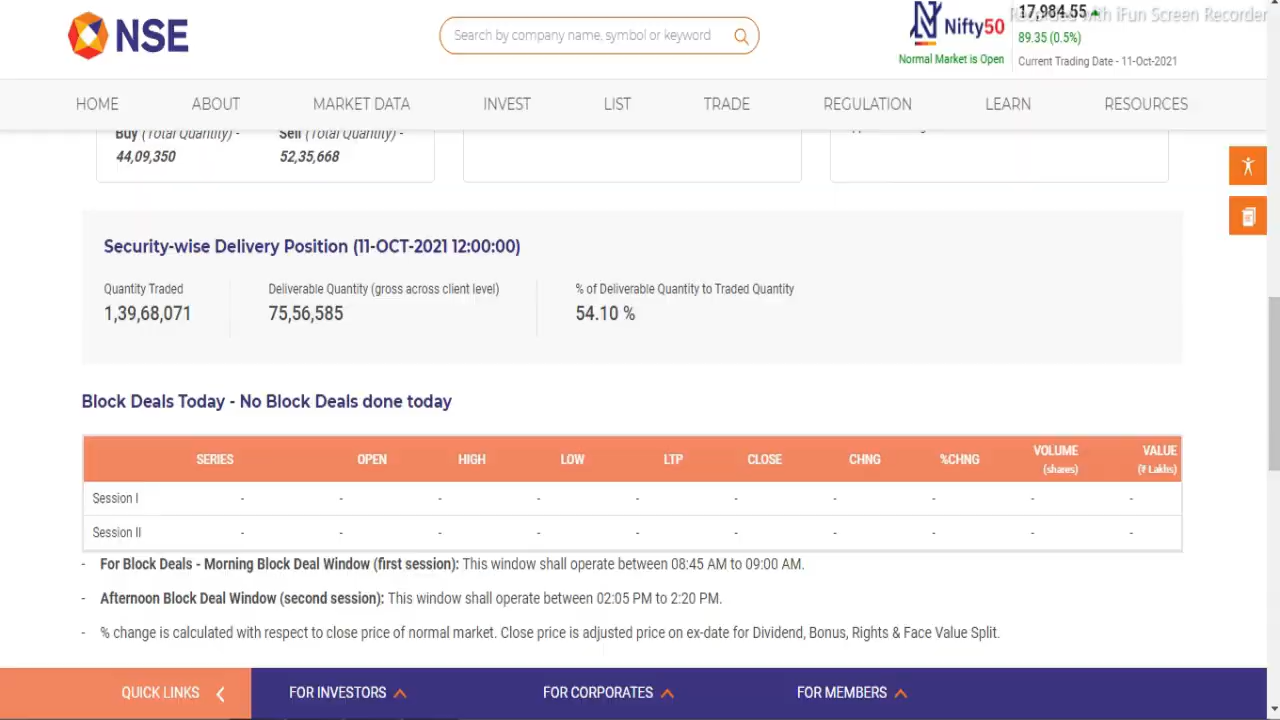 NSE
Search by company name, symbol or keyword
Nifty50
Normal Market is Open
17,984.55
89.35 (0.5%)
Current Trading Date - 11-Oct-2021
Recorded with iFun Screen Recorder
HOME ABOUT MARKET DATA INVEST LIST TRADE REGULATION LEARN RESOURCES
Buy (Total Quantity) - Sell (Total Quantity) -
44,09,350 52,35,668
Security-wise Delivery Position (11-OCT-2021 12:00:00)
Quantity Traded Deliverable Quantity (gross across client level) % of Deliverable Quantity to Traded Quantity
1,39,68,071 75,56,585 54.10 %
Block Deals Today - No Block Deals done today
SERIES OPEN HIGH LOW LTP CLOSE CHNG %CHNG VOLUME (shares) VALUE (₹ Lakhs)
Session I - - - - - - - - - -
Session II - - - - - - - - - -
- For Block Deals - Morning Block Deal Window (first session): This window shall operate between 08:45 AM to 09:00 AM.
- Afternoon Block Deal Window (second session): This window shall operate between 02:05 PM to 2:20 PM.
- % change is calculated with respect to close price of normal market. Close price is adjusted price on ex-date for Dividend, Bonus, Rights & Face Value Split.
QUICK LINKS FOR INVESTORS FOR CORPORATES FOR MEMBERS